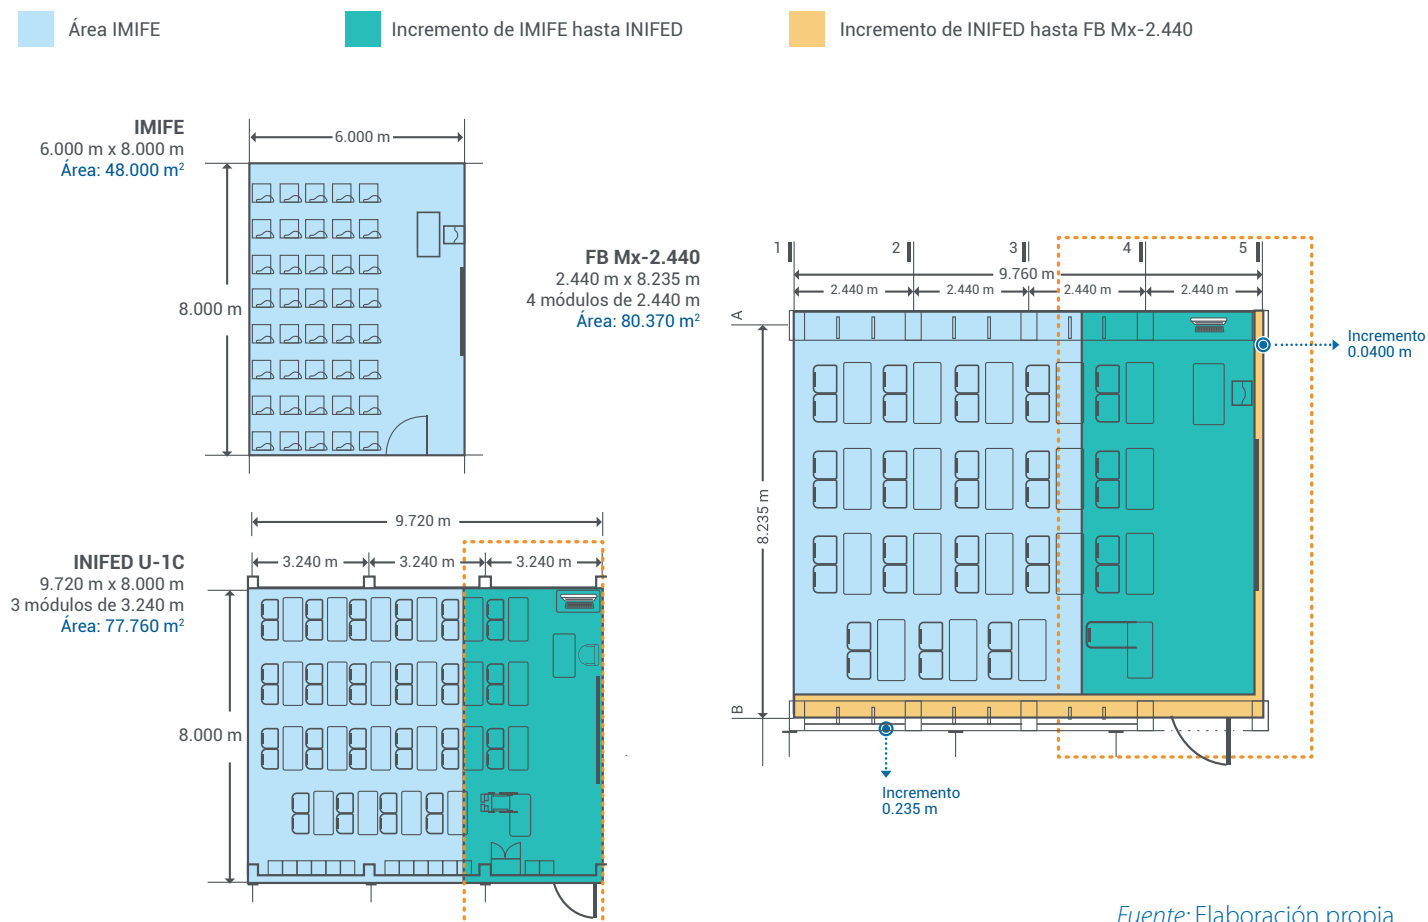 Área IMIFE
Incremento de IMIFE hasta INIFED
Incremento de INIFED hasta FB Mx-2.440
IMIFE
6.000 m x 8.000 m
Área: 48.000 m²
6.000 m
8.000 m
FB Mx-2.440
2.440 m x 8.235 m
4 módulos de 2.440 m
Área: 80.370 m²
1
2
3
4
5
9.760 m
2.440 m
2.440 m
2.440 m
2.440 m
A
8.235 m
B
Incremento
0.0400 m
Incremento
0.235 m
INIFED U-1C
9.720 m x 8.000 m
3 módulos de 3.240 m
Área: 77.760 m²
9.720 m
3.240 m
3.240 m
3.240 m
8.000 m
Fuente: Elaboración propia